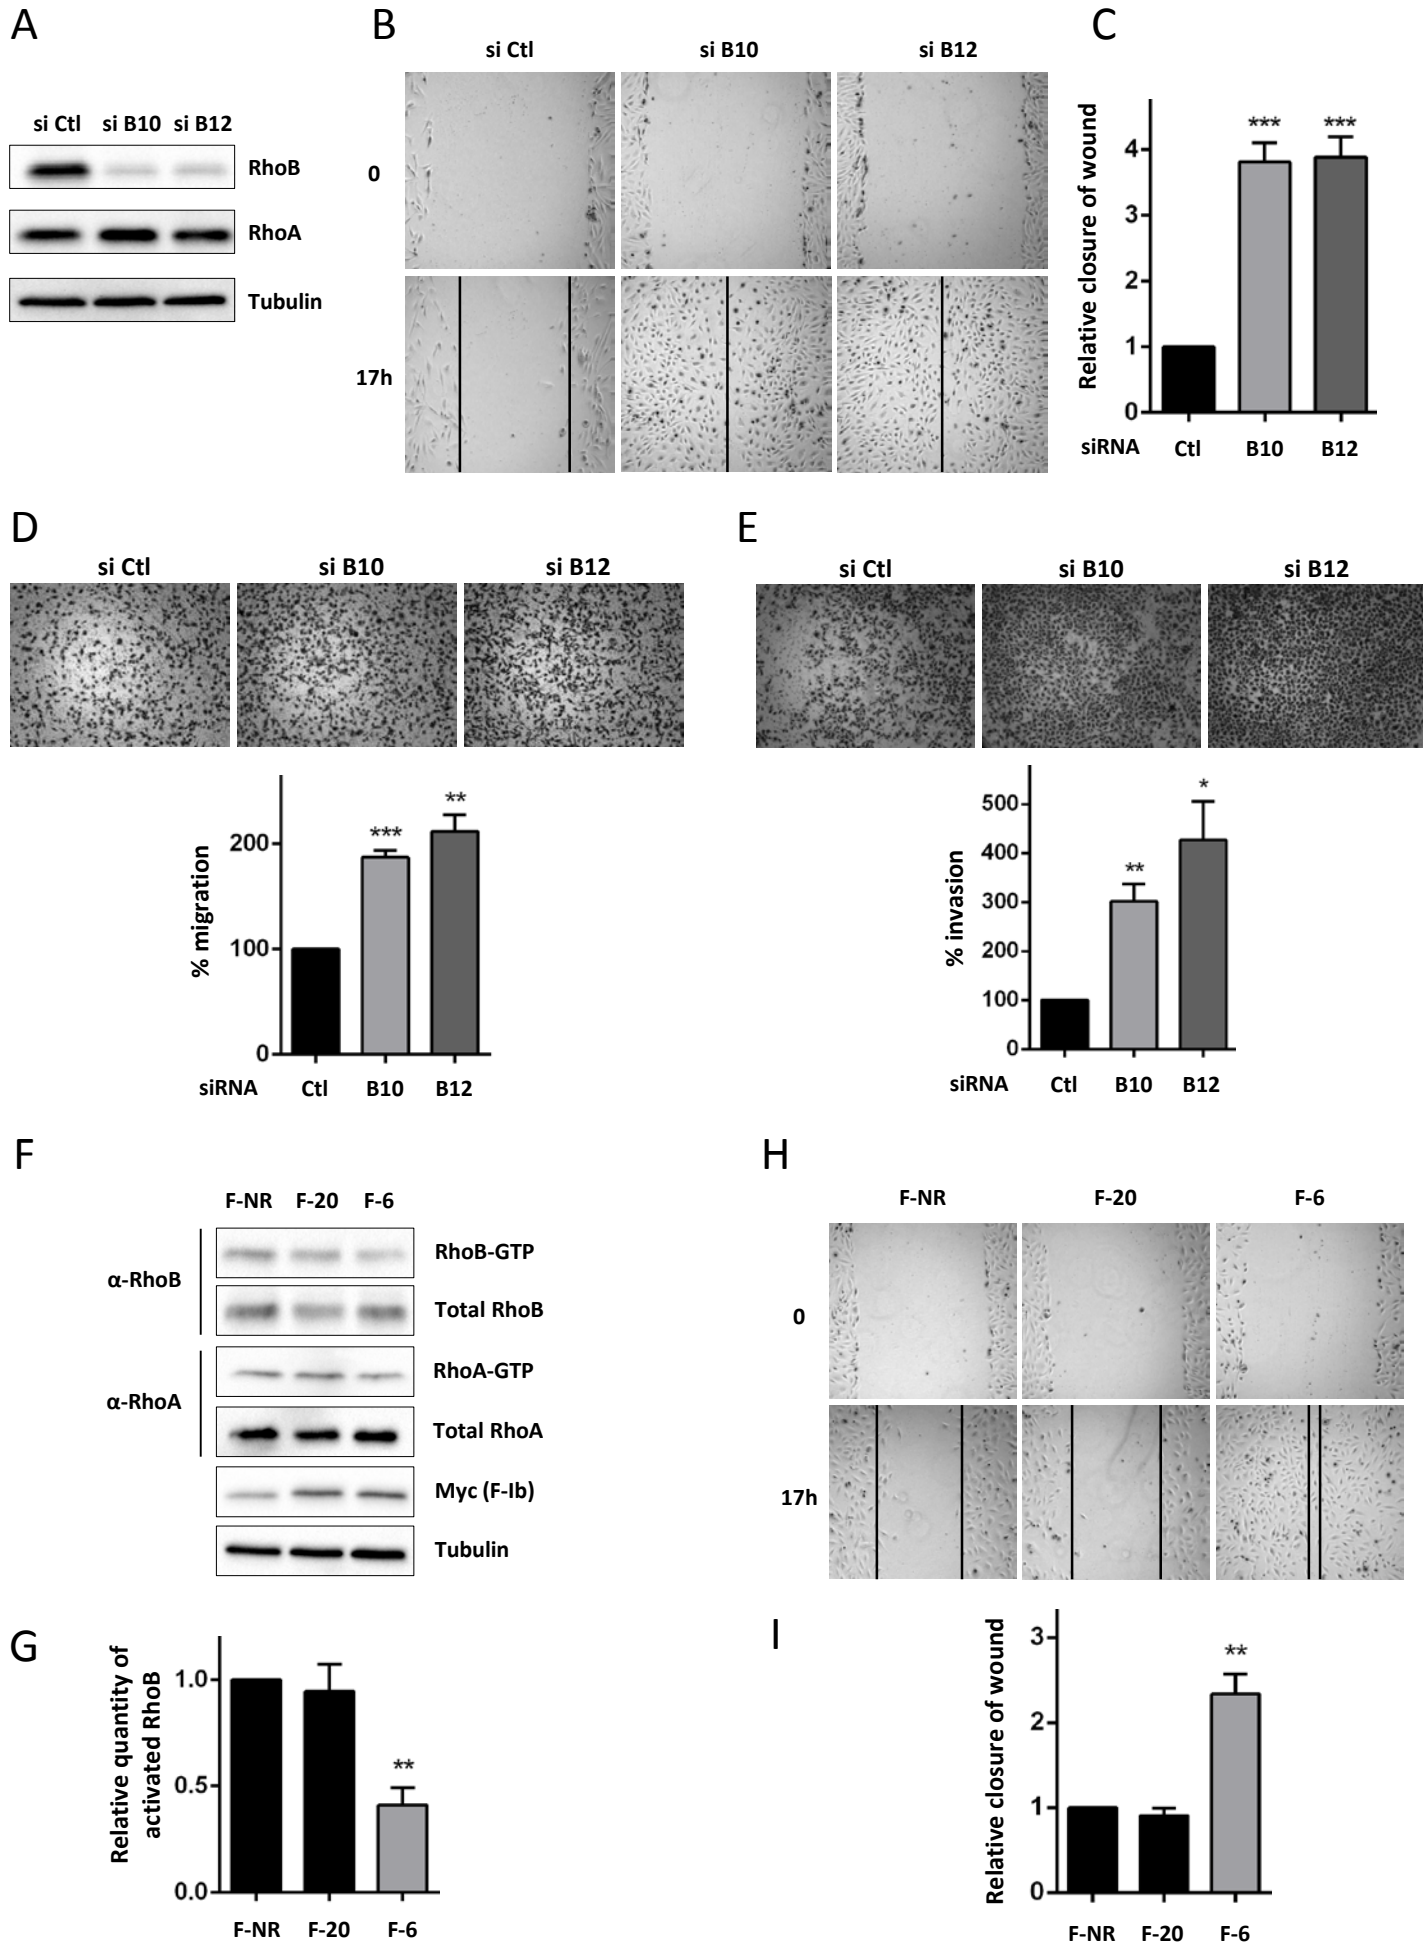 A
si Ctl si B10 si B12
RhoB
RhoA
Tubulin
B
si Ctl si B10 si B12
0
17h
C
Relative closure of wound
4
3
2
1
0
*** ***
siRNA Ctl B10 B12
D
si Ctl si B10 si B12
% migration
200
100
0
*** **
siRNA Ctl B10 B12
E
si Ctl si B10 si B12
% invasion
500
400
300
200
100
0
** *
siRNA Ctl B10 B12
F
F-NR F-20 F-6
α-RhoB
RhoB-GTP
Total RhoB
α-RhoA
RhoA-GTP
Total RhoA
Myc (F-Ib)
Tubulin
G
Relative quantity of
activated RhoB
1.0
0.5
0.0
**
F-NR F-20 F-6
H
F-NR F-20 F-6
0
17h
I
Relative closure of wound
3
2
1
0
**
F-NR F-20 F-6